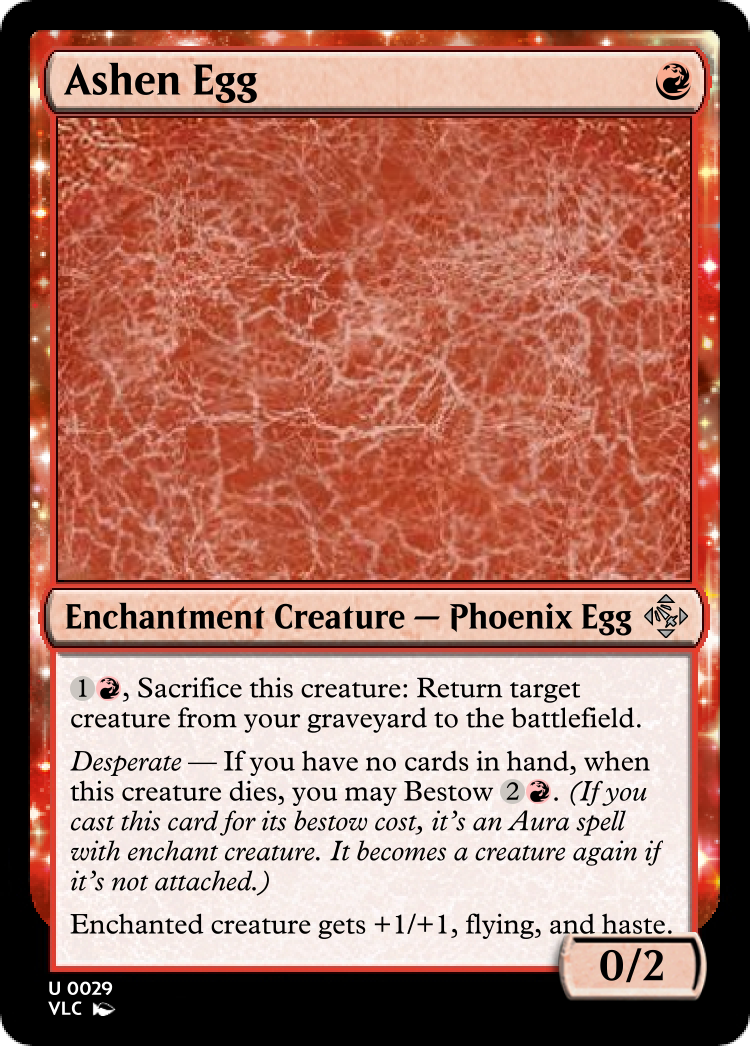 Ashen Egg
Enchantment Creature — Phoenix Egg
1, Sacrifice this creature: Return target
creature from your graveyard to the battlefield.
Desperate — If you have no cards in hand, when
this creature dies, you may Bestow 2. (If you
cast this card for its bestow cost, it's an Aura spell
with enchant creature. It becomes a creature again if
it's not attached.)
Enchanted creature gets +1/+1, flying, and haste.
0/2
U 0029
VLC